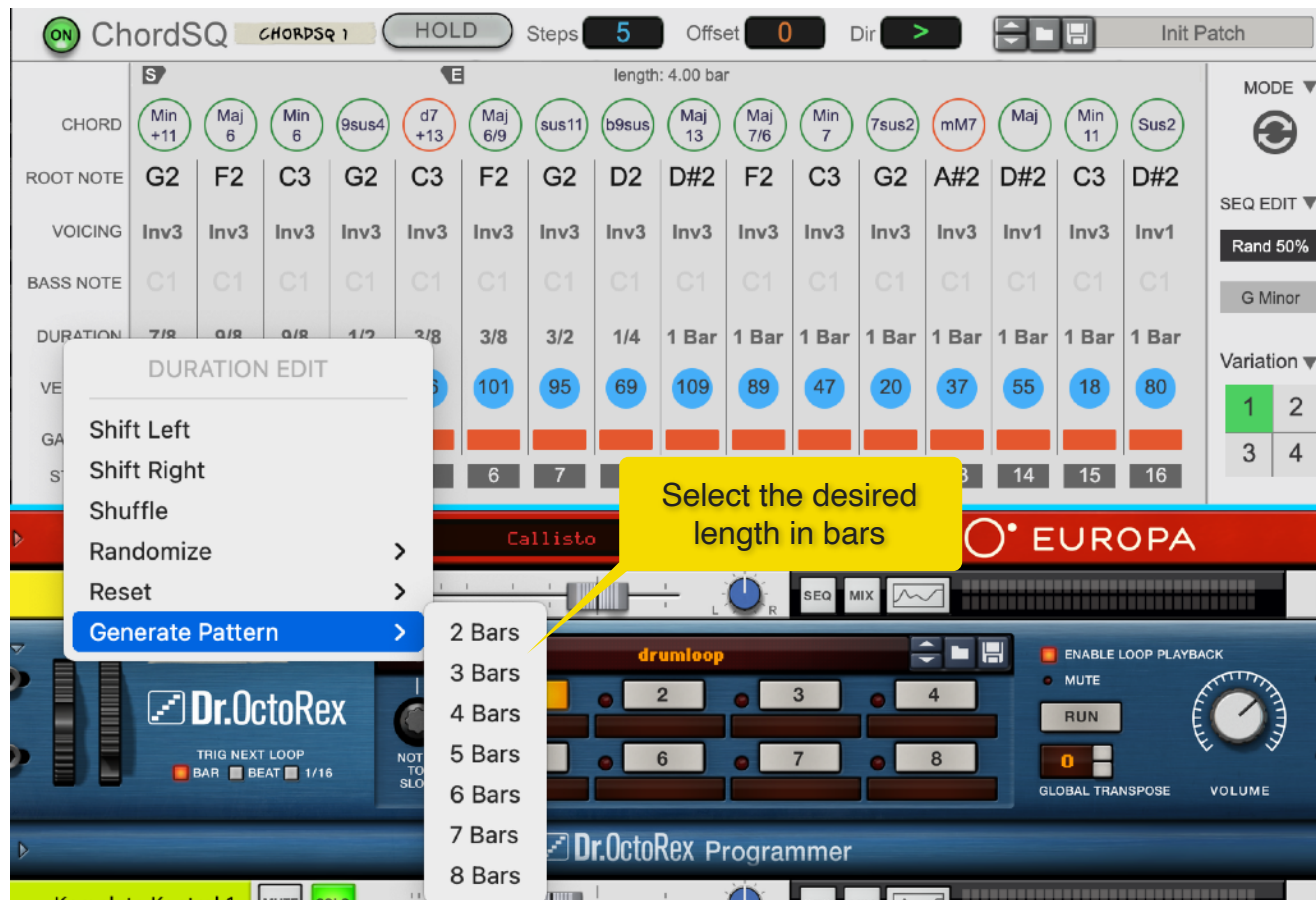 ON ChordSQ CHORDSQ 1 HOLD Steps 5 Offset 0 Dir > Init Patch
S E length: 4.00 bar MODE
CHORD Min +11 Maj 6 Min 6 9sus4 d7 +13 Maj 6/9 sus11 b9sus Maj 13 Maj 7/6 Min 7 7sus2 mM7 Maj Min 11 Sus2
ROOT NOTE G2 F2 C3 G2 C3 F2 G2 D2 D#2 F2 C3 G2 A#2 D#2 C3 D#2
SEQ EDIT
VOICING Inv3 Inv3 Inv3 Inv3 Inv3 Inv3 Inv3 Inv3 Inv3 Inv3 Inv3 Inv3 Inv3 Inv1 Inv3 Inv1
Rand 50%
BASS NOTE C1 C1 C1 C1 C1 C1 C1 C1 C1 C1 C1 C1 C1 C1 C1 C1
G Minor
DURATION 7/8 9/8 9/8 1/2 3/8 3/8 3/2 1/4 1 Bar 1 Bar 1 Bar 1 Bar 1 Bar 1 Bar 1 Bar 1 Bar
Variation
DURATION EDIT
VE 101 95 69 109 89 47 20 37 55 18 80
1 2
Shift Left
GA
3 4
Shift Right
6 7 14 15 16
Shuffle
Select the desired
length in bars
Randomize
Callisto EUROPA
Reset
L R SEQ MIX
Generate Pattern
2 Bars
3 Bars
4 Bars
5 Bars
6 Bars
7 Bars
8 Bars
drumloop
ENABLE LOOP PLAYBACK
MUTE
2 3 4
RUN
Dr.OctoRex
TRIG NEXT LOOP
BAR BEAT 1/16
NOT
TO
SLO
6 7 8
0
GLOBAL TRANSPOSE VOLUME
Dr.OctoRex Programmer